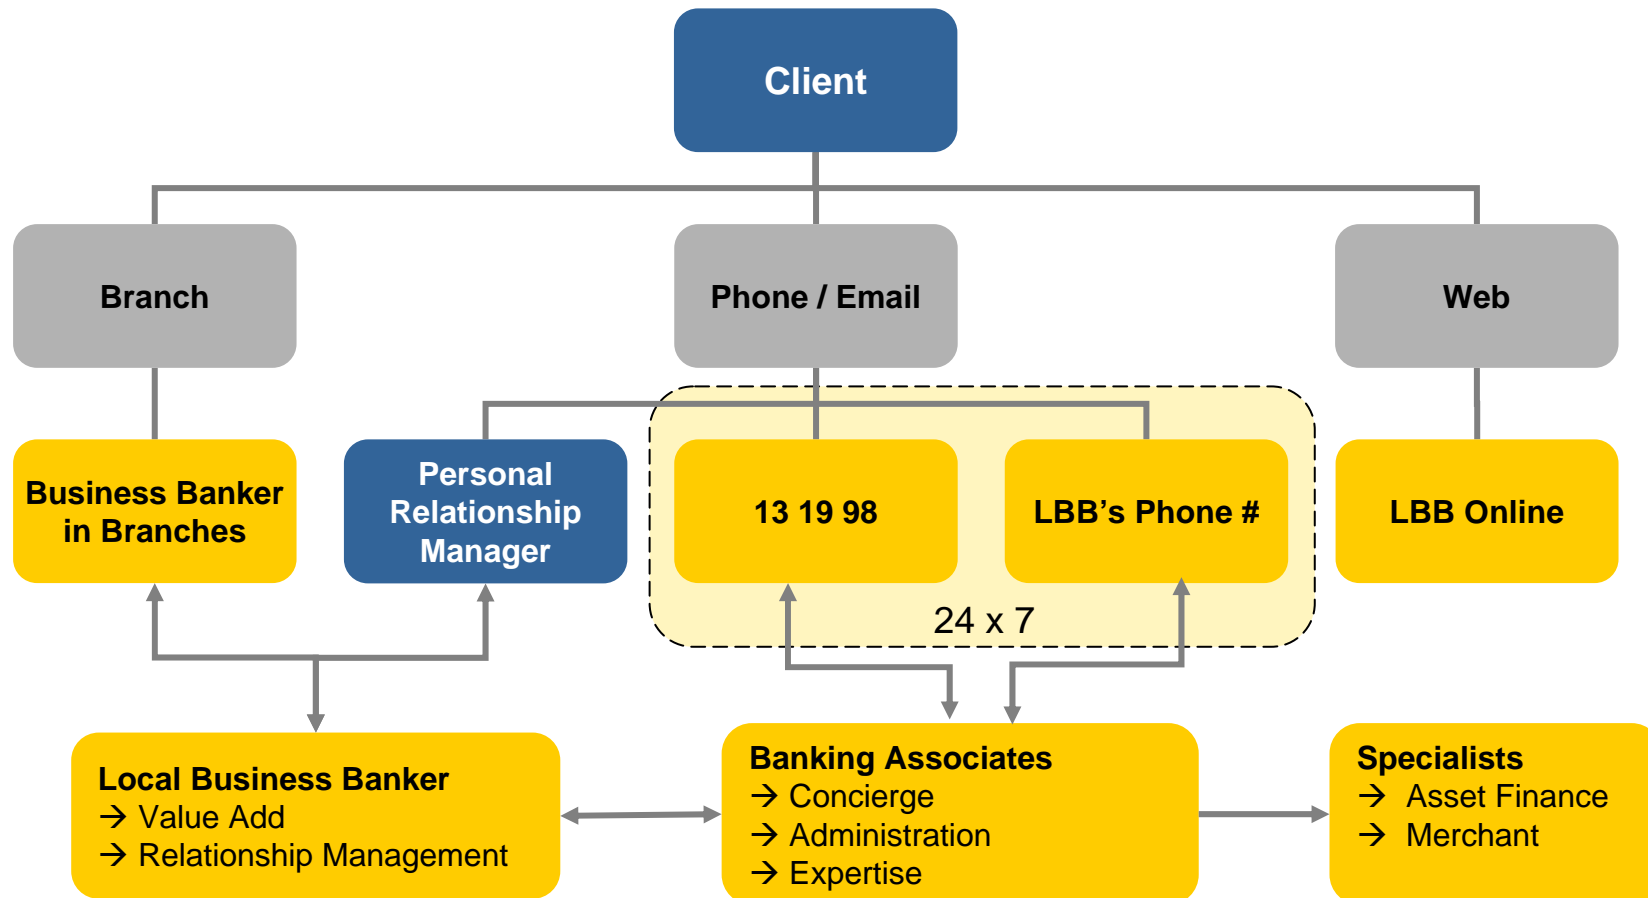 Client
Branch
Phone / Email
Web
Business Banker
in Branches
Personal
Relationship
Manager
13 19 98
LBB’s Phone #
LBB Online
24 x 7
Local Business Banker
→ Value Add
→ Relationship Management
Banking Associates
→ Concierge
→ Administration
→ Expertise
Specialists
→ Asset Finance
→ Merchant